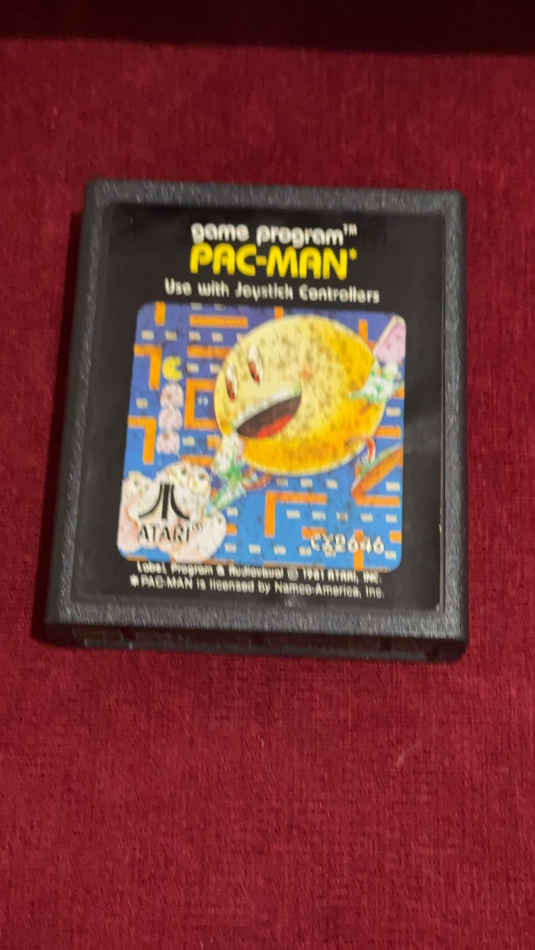 game program™
PAC-MAN*
Use with Joystick Controllers
ATARI™
CX2646
Label, Program & Audiovisual © 1981 ATARI, INC.
* PAC-MAN is licensed by Namco-America, Inc.